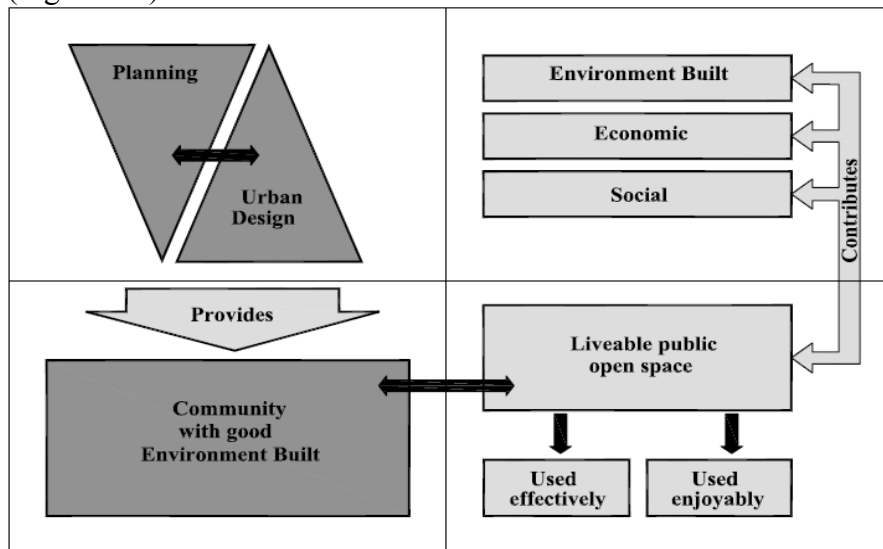 Planning
Urban
Design
Provides
Community
with good
Environment Built
Environment Built
Economic
Social
Contributes
Liveable public
open space
Used
effectively
Used
enjoyably